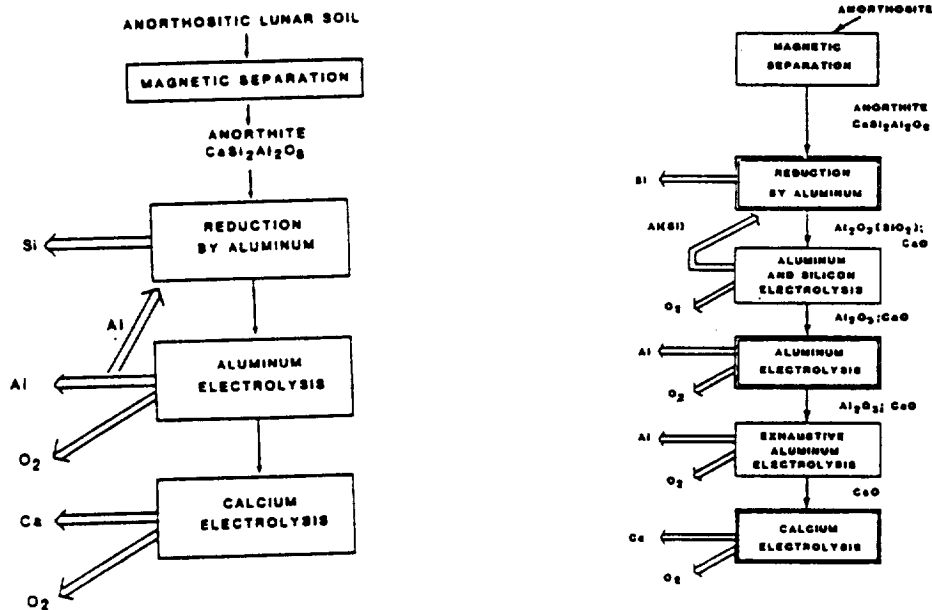 ANORTHOSITIC LUNAR SOIL
MAGNETIC SEPARATION
ANORTHITE
CaSi₂Al₂O₈
REDUCTION
BY ALUMINUM
Si
Al
ALUMINUM
ELECTROLYSIS
Al
O₂
CALCIUM
ELECTROLYSIS
Ca
O₂
ANORTHOSITE
MAGNETIC
SEPARATION
ANORTHITE
CaSi₂Al₂O₈
REDUCTION
BY ALUMINUM
Si
Al(Si)
Al₂O₃(SiO₂);
CaO
ALUMINUM
AND SILICON
ELECTROLYSIS
O₂
Al₂O₃;CaO
ALUMINUM
ELECTROLYSIS
Al
O₂
Al₂O₃; CaO
EXHAUSTIVE
ALUMINUM
ELECTROLYSIS
Al
O₂
CaO
CALCIUM
ELECTROLYSIS
Ca
O₂